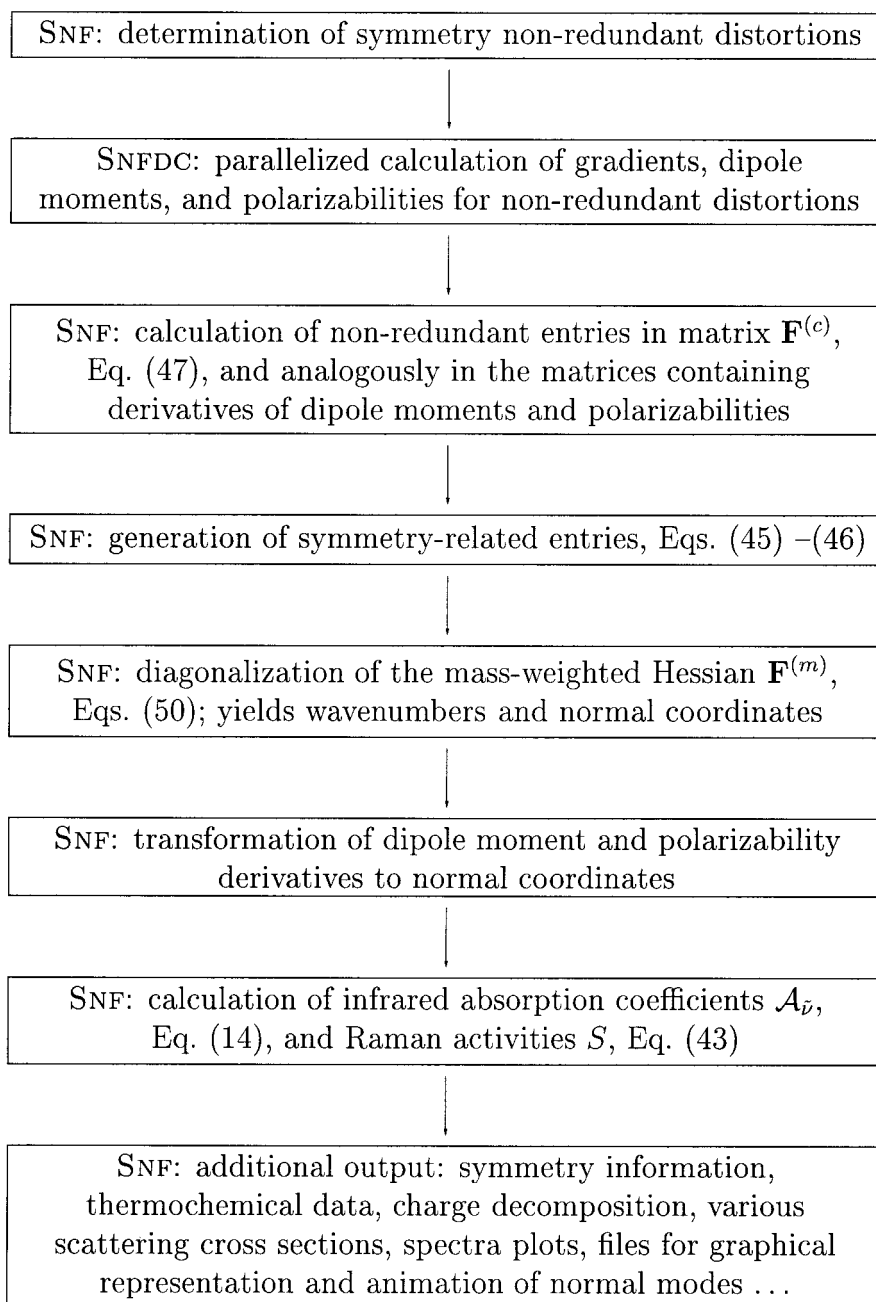 SNF: determination of symmetry non-redundant distortions
SNFDC: parallelized calculation of gradients, dipole
moments, and polarizabilities for non-redundant distortions
SNF: calculation of non-redundant entries in matrix F^(c),
Eq. (47), and analogously in the matrices containing
derivatives of dipole moments and polarizabilities
SNF: generation of symmetry-related entries, Eqs. (45) –(46)
SNF: diagonalization of the mass-weighted Hessian F^(m),
Eqs. (50); yields wavenumbers and normal coordinates
SNF: transformation of dipole moment and polarizability
derivatives to normal coordinates
SNF: calculation of infrared absorption coefficients 𝒜_ν̃,
Eq. (14), and Raman activities S, Eq. (43)
SNF: additional output: symmetry information,
thermochemical data, charge decomposition, various
scattering cross sections, spectra plots, files for graphical
representation and animation of normal modes ...